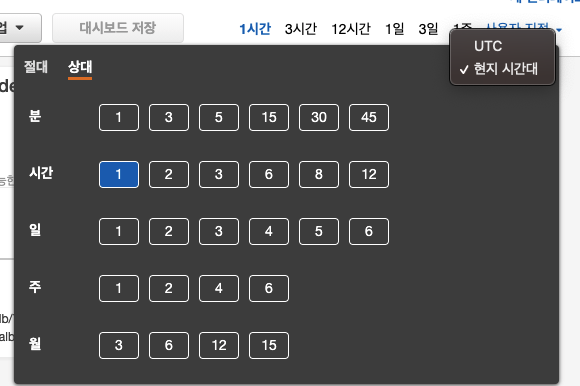 업 대시보드 저장 1시간 3시간 12시간 1일 3일 1주 사용자 지정
UTC
✓ 현지 시간대
절대 상대
분 1 3 5 15 30 45
시간 1 2 3 6 8 12
일 1 2 3 4 5 6
주 1 2 4 6
월 3 6 12 15
de
lb/
alb